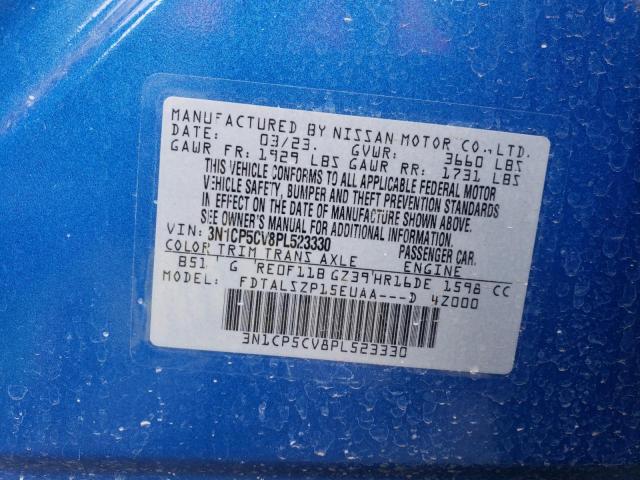 MANUFACTURED BY NISSAN MOTOR CO.,LTD.
DATE: 03/23. GVWR: 3660 LBS
GAWR FR: 1929 LBS GAWR RR: 1731 LBS
THIS VEHICLE CONFORMS TO ALL APPLICABLE FEDERAL MOTOR
VEHICLE SAFETY, BUMPER AND THEFT PREVENTION STANDARDS
IN EFFECT ON THE DATE OF MANUFACTURE SHOWN ABOVE.
SEE OWNER'S MANUAL FOR ADDITIONAL INFORMATION.
VIN: 3N1CP5CV8PL523330 PASSENGER CAR.
COLOR TRIM TRANS AXLE ENGINE
B51 G RE0F11B GZ39 HR16DE 1598 CC
MODEL: FDTALSZP15EUAA---D 4Z000
3N1CP5CV8PL523330